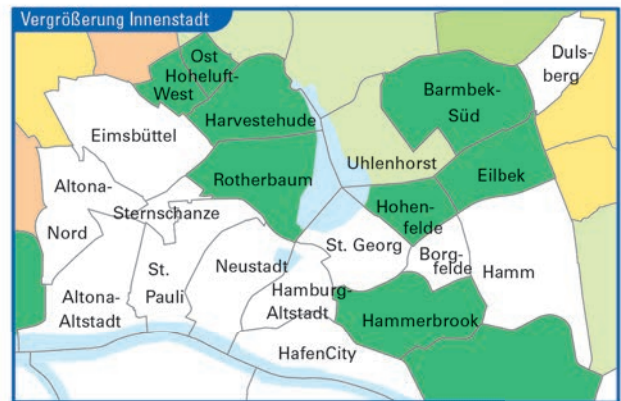 Vergrößerung Innenstadt
Ost
Hoheluft-
West
Duls-
berg
Barmbek-
Süd
Harvestehude
Eimsbüttel
Uhlenhorst
Eilbek
Rotherbaum
Altona-
Nord
Sternschanze
Hohen-
felde
St. Georg
Borg-
felde
Hamm
St.
Pauli
Neustadt
Hamburg-
Altstadt
Altona-
Altstadt
Hammerbrook
HafenCity